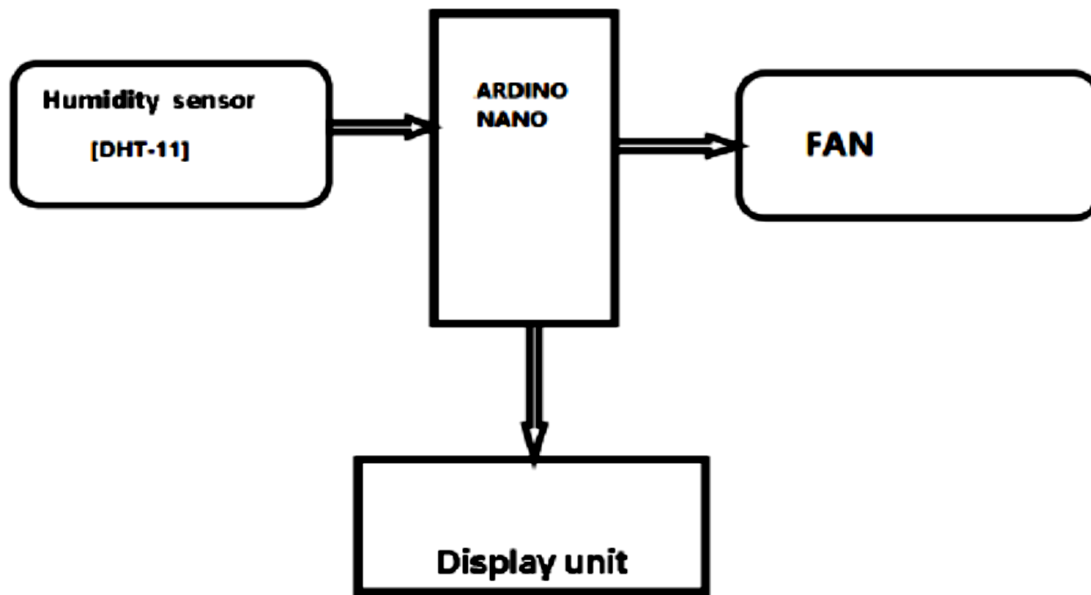 Humidity sensor
[DHT-11]
ARDINO
NANO
FAN
Display unit